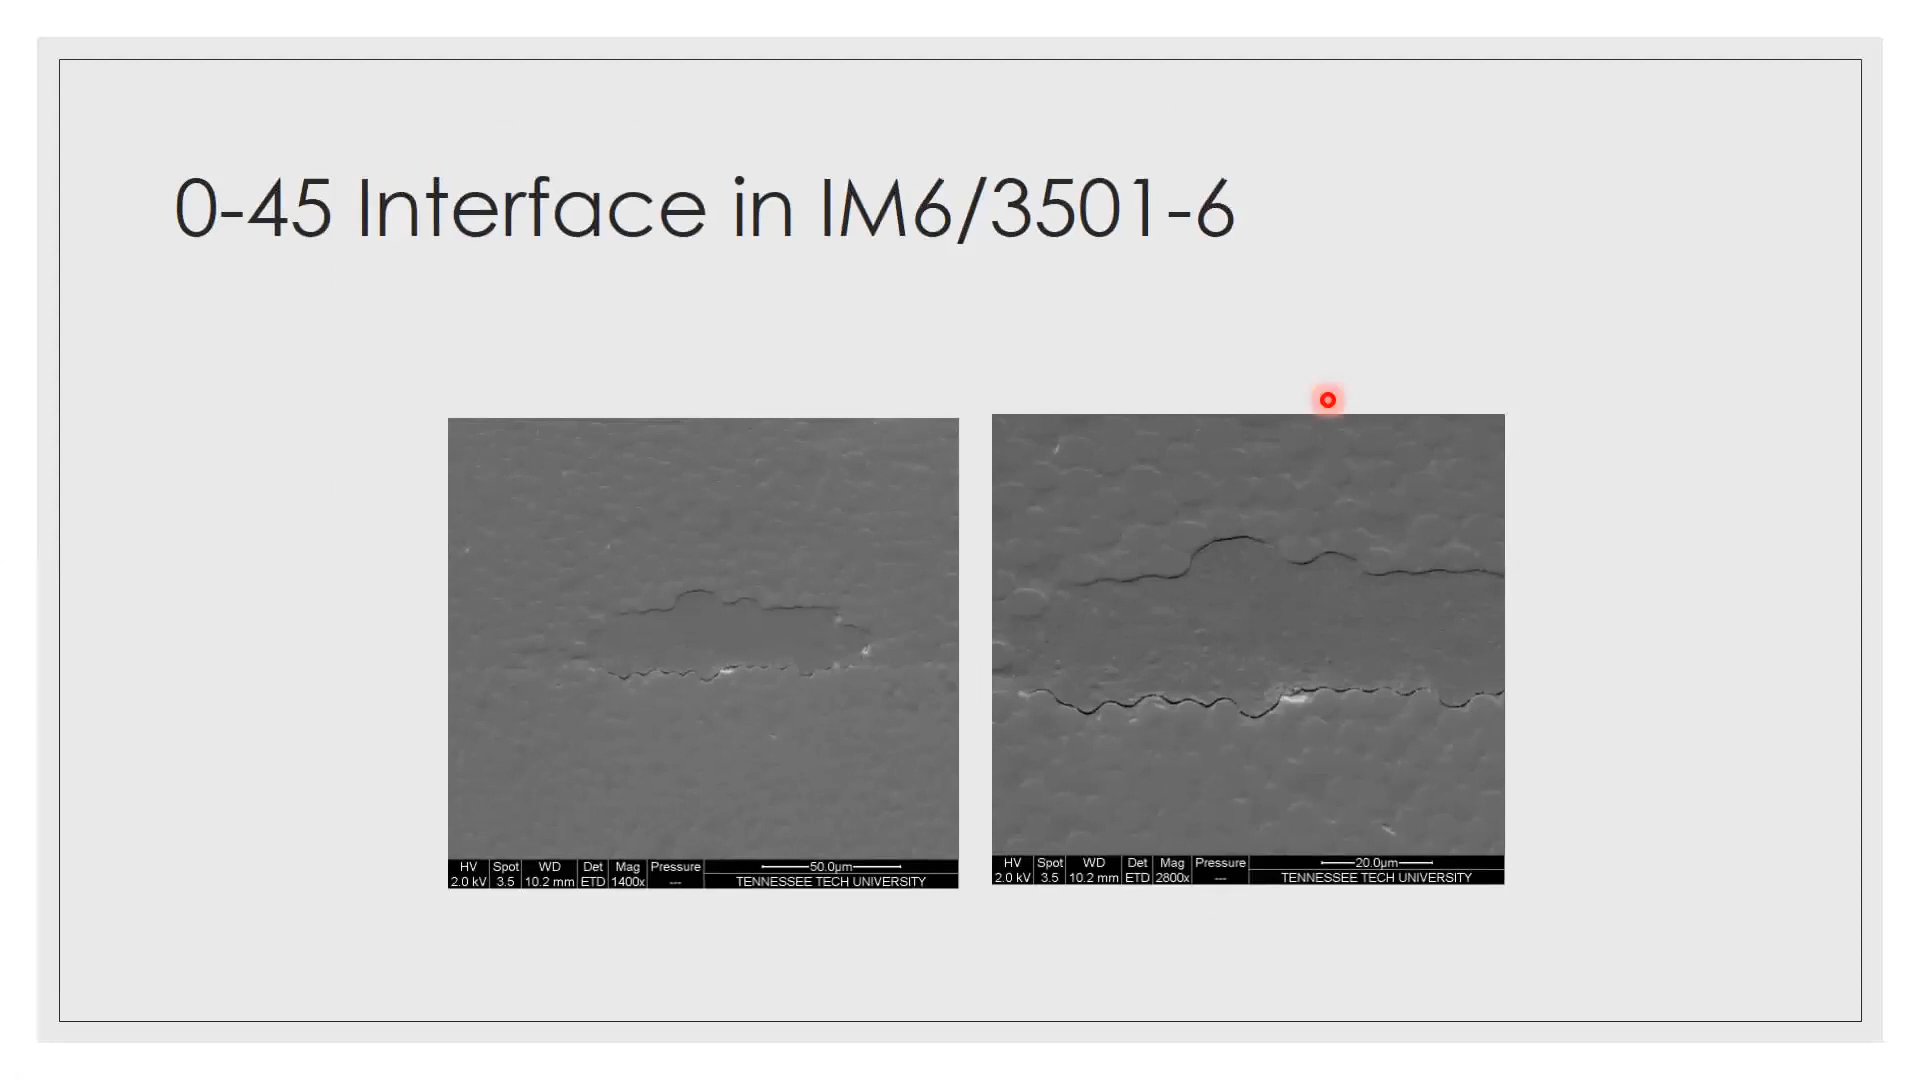 0-45 Interface in IM6/3501-6
HV Spot WD Det Mag Pressure 50.0µm
2.0 kV 3.5 10.2 mm ETD 1400x --- TENNESSEE TECH UNIVERSITY
HV Spot WD Det Mag Pressure 20.0µm
2.0 kV 3.5 10.2 mm ETD 2800x --- TENNESSEE TECH UNIVERSITY